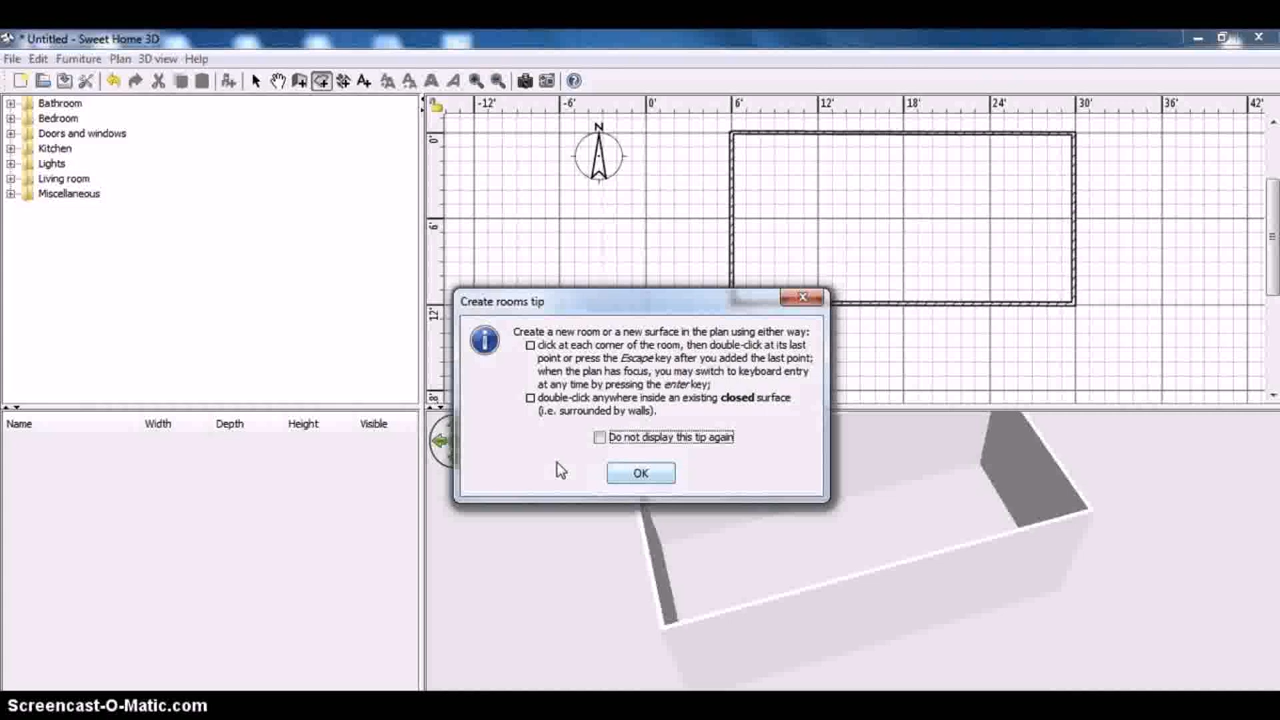 * Untitled - Sweet Home 3D
File Edit Furniture Plan 3D view Help
Bathroom
Bedroom
Doors and windows
Kitchen
Lights
Living room
Miscellaneous
-12' -6' 0' 6' 12' 18' 24' 30' 36' 42'
0'
6'
12'
N
Create rooms tip
Create a new room or a new surface in the plan using either way:
click at each corner of the room, then double-click at its last
point or press the Escape key after you added the last point;
when the plan has focus, you may switch to keyboard entry
at any time by pressing the enter key;
double-click anywhere inside an existing closed surface
(i.e. surrounded by walls).
Do not display this tip again
OK
Name Width Depth Height Visible
Screencast-O-Matic.com